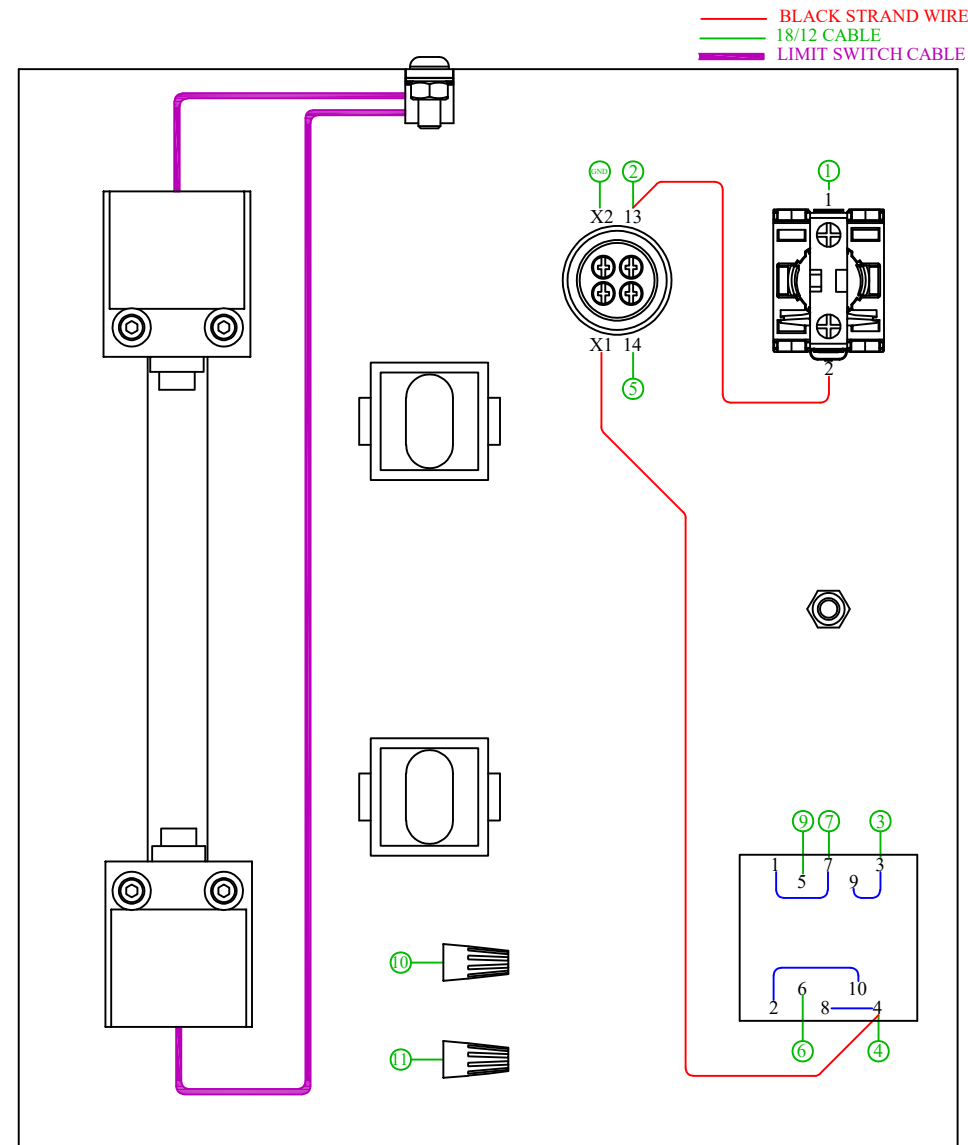 BLACK STRAND WIRE
18/12 CABLE
LIMIT SWITCH CABLE
GND 2 1
X2 13 1
X1 14 2
5
9 7 3
1 7 3
5 9
10 6 10
2 8 4
6 4
11